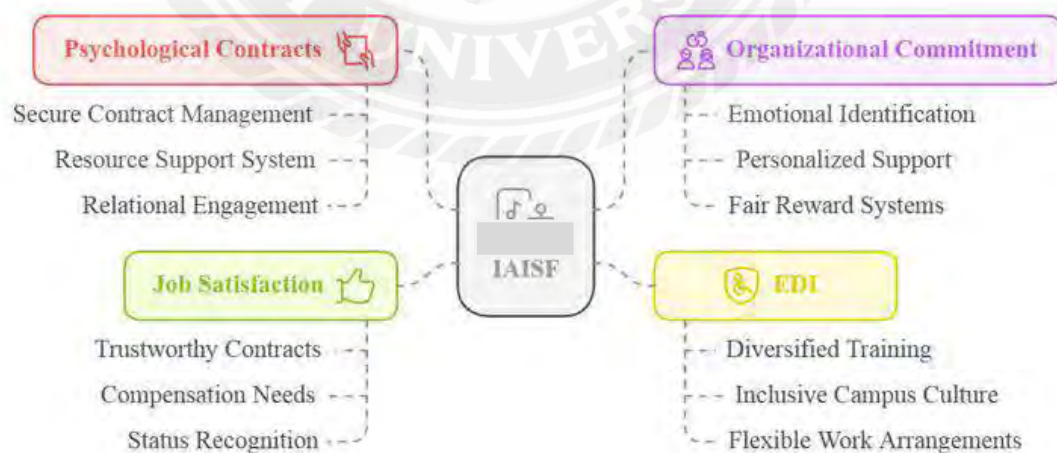 UNIVERS
Psychological Contracts
Secure Contract Management
Resource Support System
Relational Engagement
Organizational Commitment
Emotional Identification
Personalized Support
Fair Reward Systems
IAISF
Job Satisfaction
Trustworthy Contracts
Compensation Needs
Status Recognition
EDI
Diversified Training
Inclusive Campus Culture
Flexible Work Arrangements